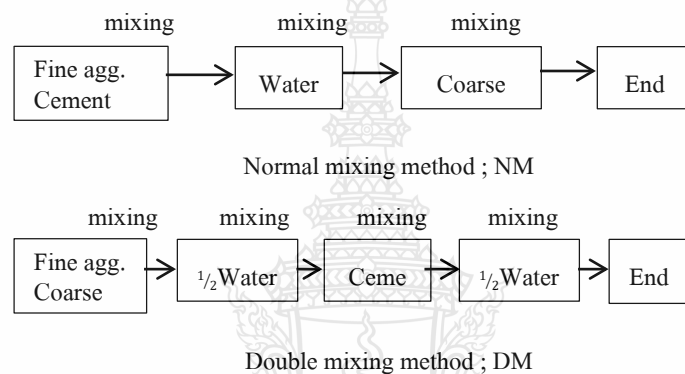 mixing mixing mixing
Fine agg.
Cement
Water
Coarse
End
Normal mixing method ; NM
mixing mixing mixing mixing
Fine agg.
Coarse
1/2Water
Ceme
1/2Water
End
Double mixing method ; DM